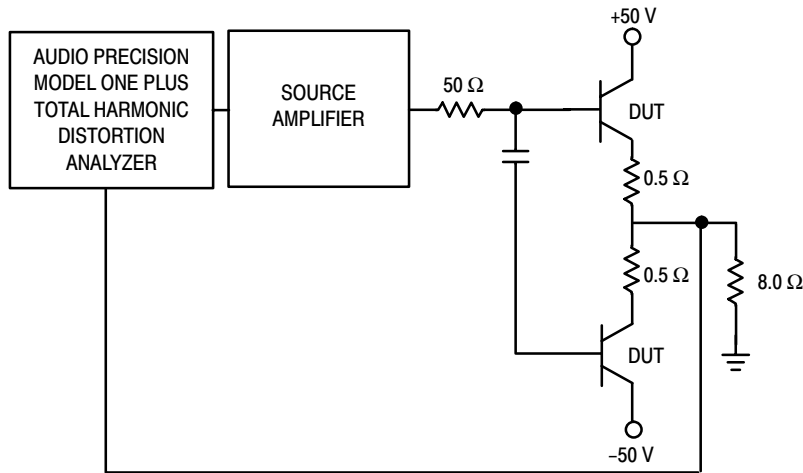 AUDIO PRECISION
MODEL ONE PLUS
TOTAL HARMONIC
DISTORTION
ANALYZER
SOURCE
AMPLIFIER
50 Ω
+50 V
DUT
0.5 Ω
0.5 Ω
8.0 Ω
DUT
–50 V